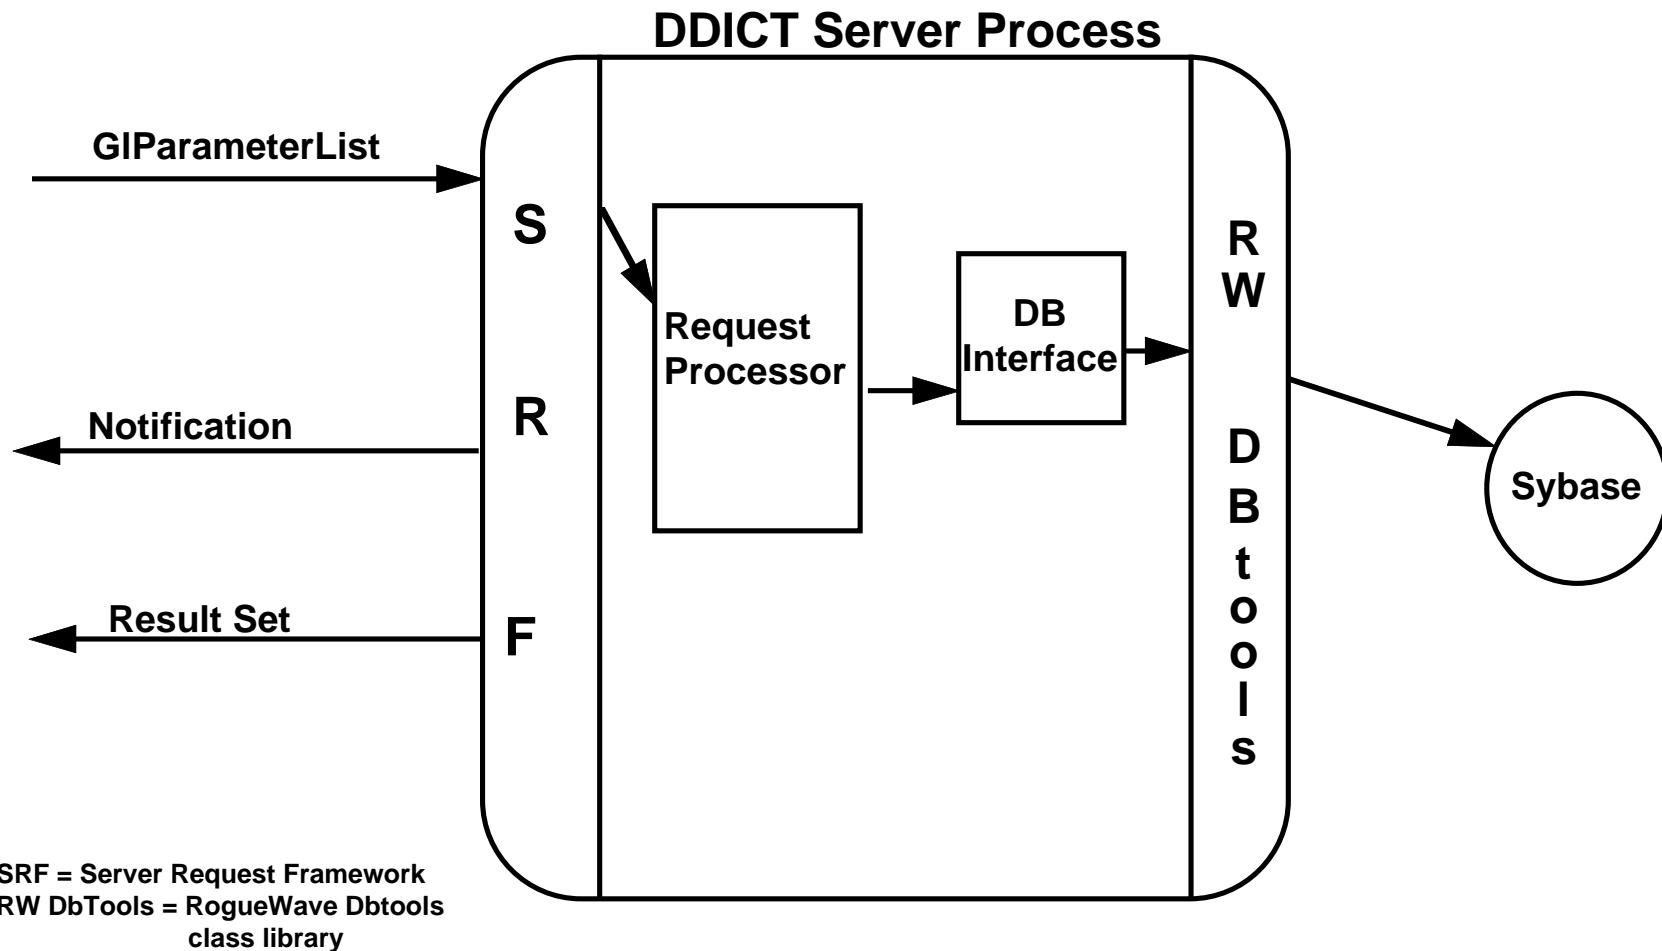 DDICT Server Process
GlParameterList
S
R
F
Request
Processor
DB
Interface
R
W
D
B
t
o
o
l
s
Notification
Result Set
Sybase
SRF = Server Request Framework
RW DbTools = RogueWave Dbtools
class library